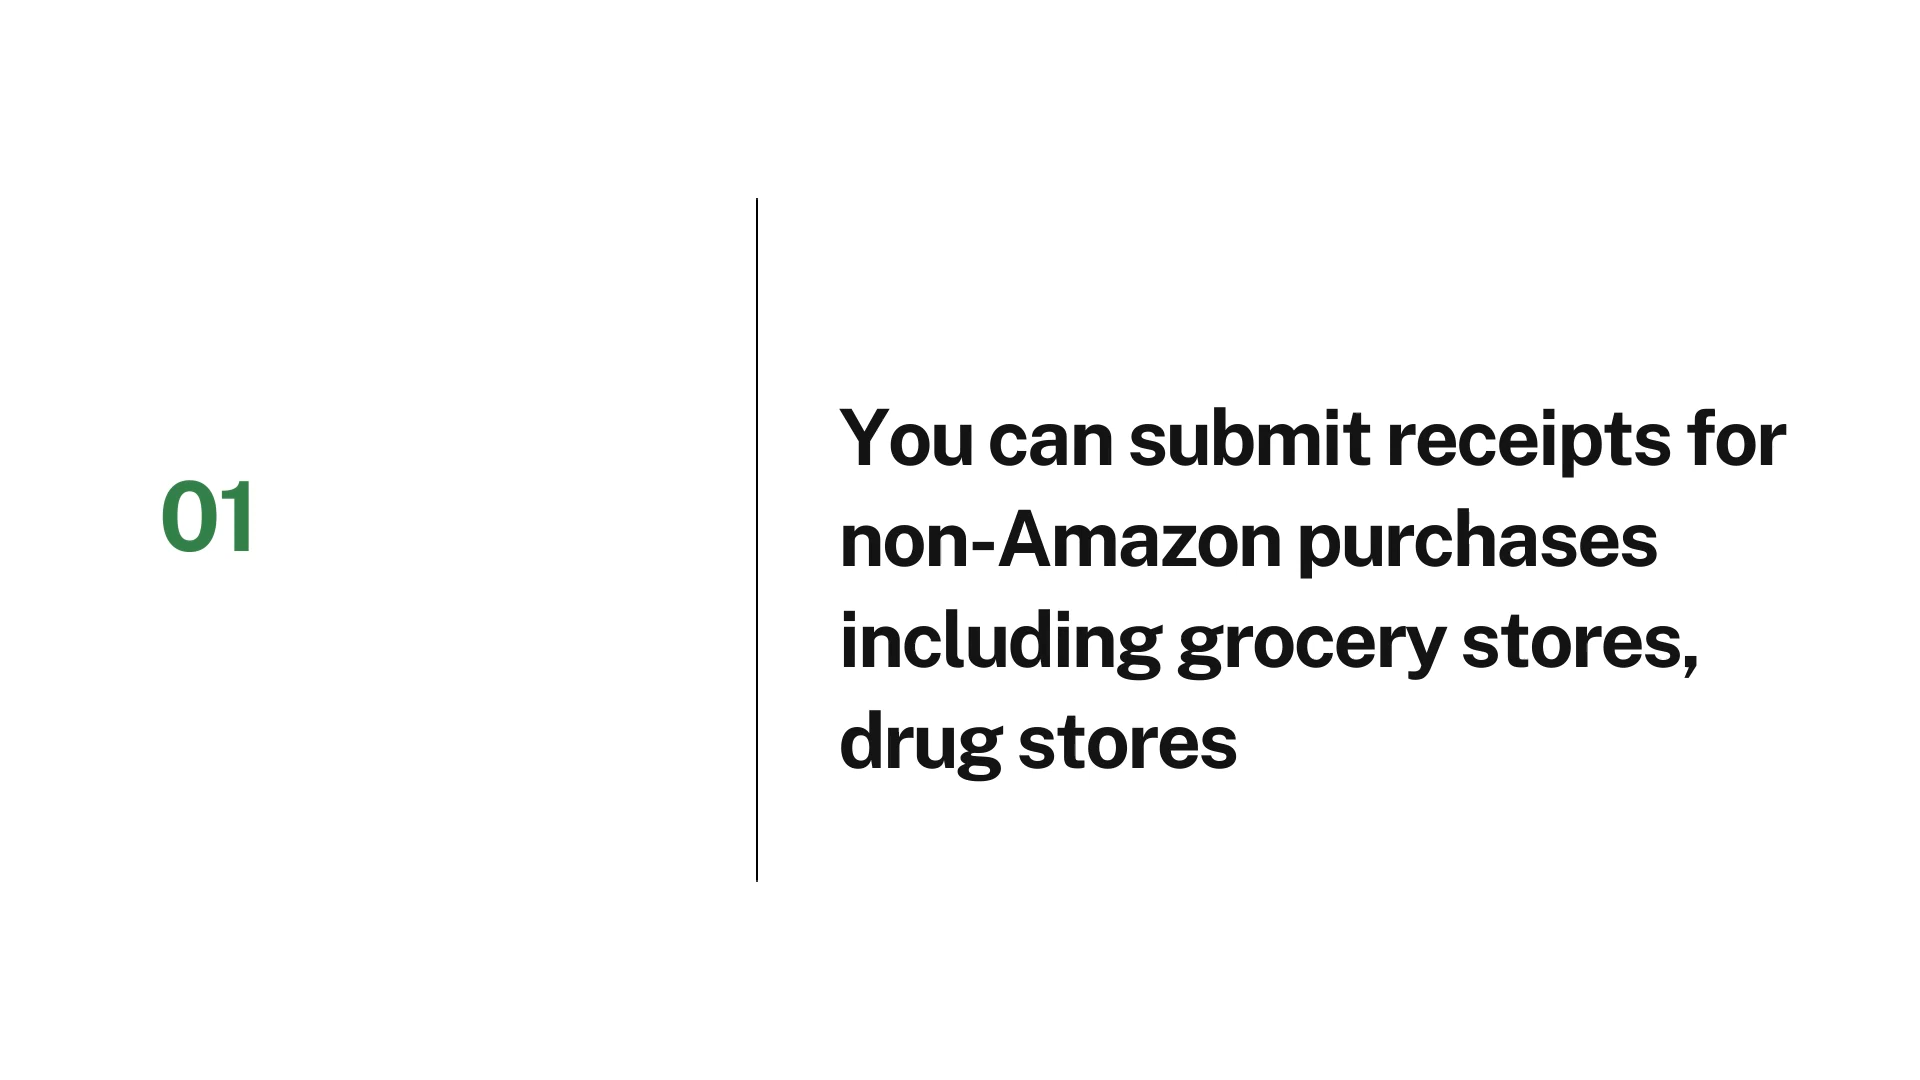 01
You can submit receipts for
non-Amazon purchases
including grocery stores,
drug stores